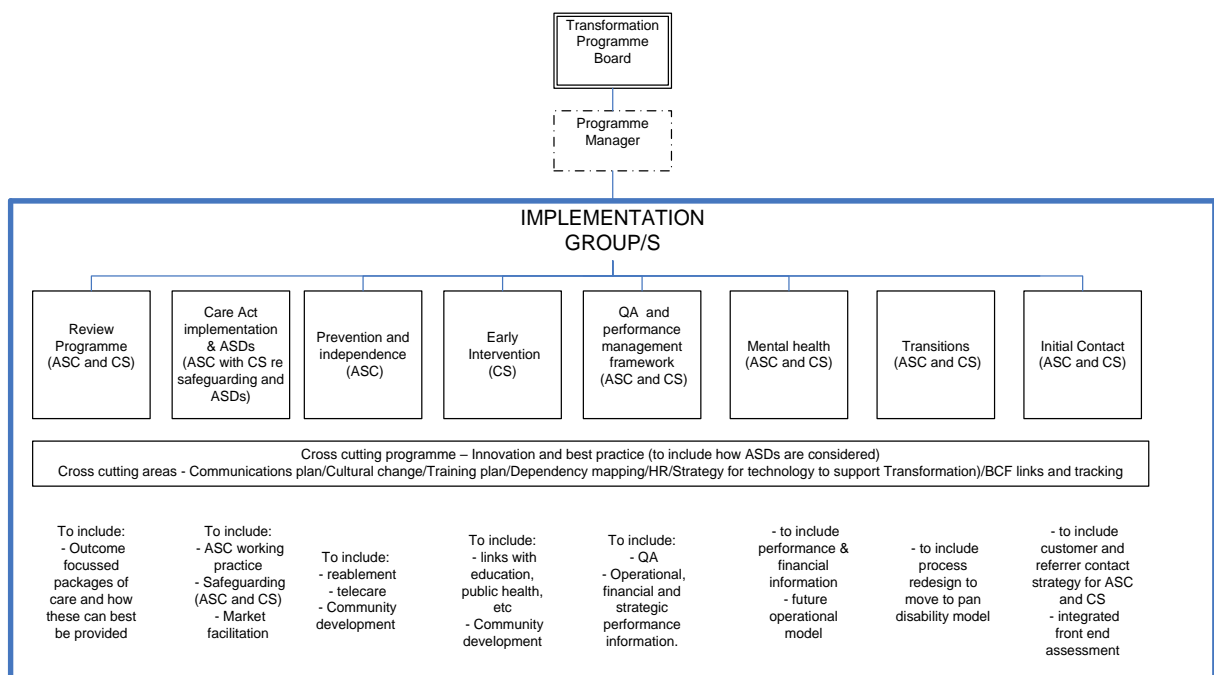 Transformation
Programme
Board
Programme
Manager
IMPLEMENTATION
GROUP/S
Review
Programme
(ASC and CS)
Care Act
implementation
& ASDs
(ASC with CS re
safeguarding and
ASDs)
Prevention and
independence
(ASC)
Early
Intervention
(CS)
QA and
performance
management
framework
(ASC and CS)
Mental health
(ASC and CS)
Transitions
(ASC and CS)
Initial Contact
(ASC and CS)
Cross cutting programme – Innovation and best practice (to include how ASDs are considered)
Cross cutting areas - Communications plan/Cultural change/Training plan/Dependency mapping/HR/Strategy for technology to support Transformation)/BCF links and tracking
To include:
- Outcome
focussed
packages of
care and how
these can best
be provided
To include:
- ASC working
practice
- Safeguarding
(ASC and CS)
- Market
facilitation
To include:
- reablement
- telecare
- Community
development
To include:
- links with
education,
public health,
etc
- Community
development
To include:
- QA
- Operational,
financial and
strategic
performance
information.
- to include
performance &
financial
information
- future
operational
model
- to include
process
redesign to
move to pan
disability model
- to include
customer and
referrer contact
strategy for ASC
and CS
- integrated
front end
assessment